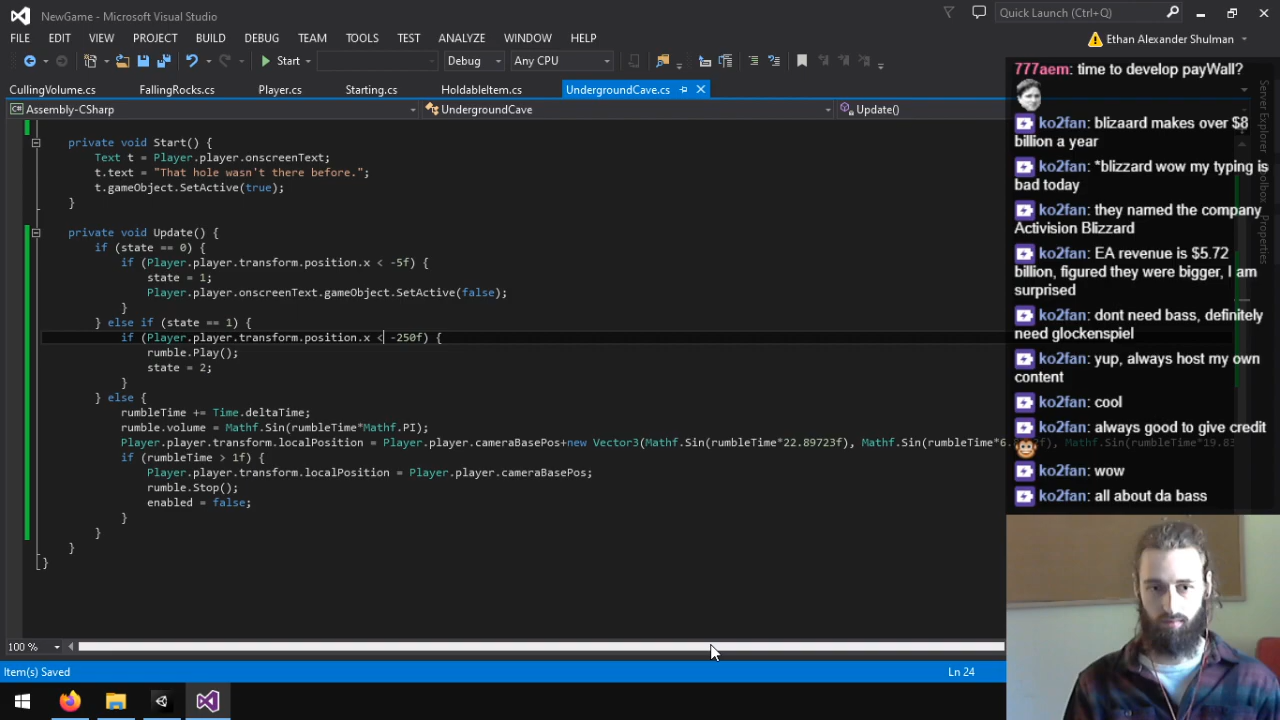 NewGame - Microsoft Visual Studio
Quick Launch (Ctrl+Q)
FILE EDIT VIEW PROJECT BUILD DEBUG TEAM TOOLS TEST ANALYZE WINDOW HELP
Ethan Alexander Shulman
Start
Debug
Any CPU
CullingVolume.cs FallingRocks.cs Player.cs Starting.cs HoldableItem.cs UndergroundCave.cs
Assembly-CSharp
UndergroundCave
Update()
private void Start() {
Text t = Player.player.onscreenText;
t.text = "That hole wasn't there before.";
t.gameObject.SetActive(true);
}
private void Update() {
if (state == 0) {
if (Player.player.transform.position.x < -5f) {
state = 1;
Player.player.onscreenText.gameObject.SetActive(false);
}
} else if (state == 1) {
if (Player.player.transform.position.x < -250f) {
rumble.Play();
state = 2;
}
} else {
rumbleTime += Time.deltaTime;
rumble.volume = Mathf.Sin(rumbleTime*Mathf.PI);
Player.player.transform.localPosition = Player.player.cameraBasePos+new Vector3(Mathf.Sin(rumbleTime*22.89723f), Mathf.Sin(rumbleTime*6.
if (rumbleTime > 1f) {
Player.player.transform.localPosition = Player.player.cameraBasePos;
rumble.Stop();
enabled = false;
}
}
}
}
100 %
Item(s) Saved
Ln 24
777aem: time to develop payWall?
ko2fan: blizaard makes over $8
billion a year
ko2fan: *blizzard wow my typing is
bad today
ko2fan: they named the company
Activision Blizzard
ko2fan: EA revenue is $5.72
billion, figured they were bigger, I am
surprised
ko2fan: dont need bass, definitely
need glockenspiel
ko2fan: yup, always host my own
content
ko2fan: cool
ko2fan: always good to give credit
ko2fan: wow
ko2fan: all about da bass
Server Explorer
Toolbox
Properties